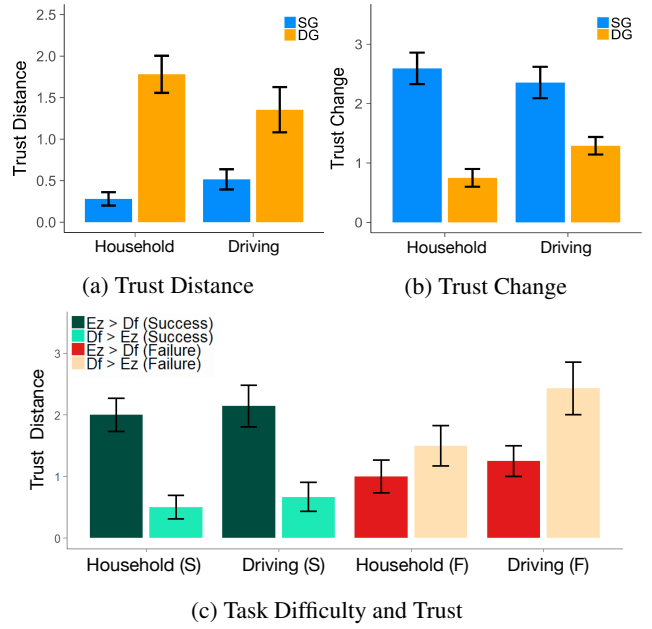 2.5
2.0
1.5
1.0
0.5
0.0
Trust Distance
SG
DG
Household
Driving
(a) Trust Distance
3
2
1
0
Trust Change
SG
DG
Household
Driving
(b) Trust Change
Ez > Df (Success)
Df > Ez (Success)
Ez > Df (Failure)
Df > Ez (Failure)
3
2
1
0
Trust Distance
Household (S)
Driving (S)
Household (F)
Driving (F)
(c) Task Difficulty and Trust